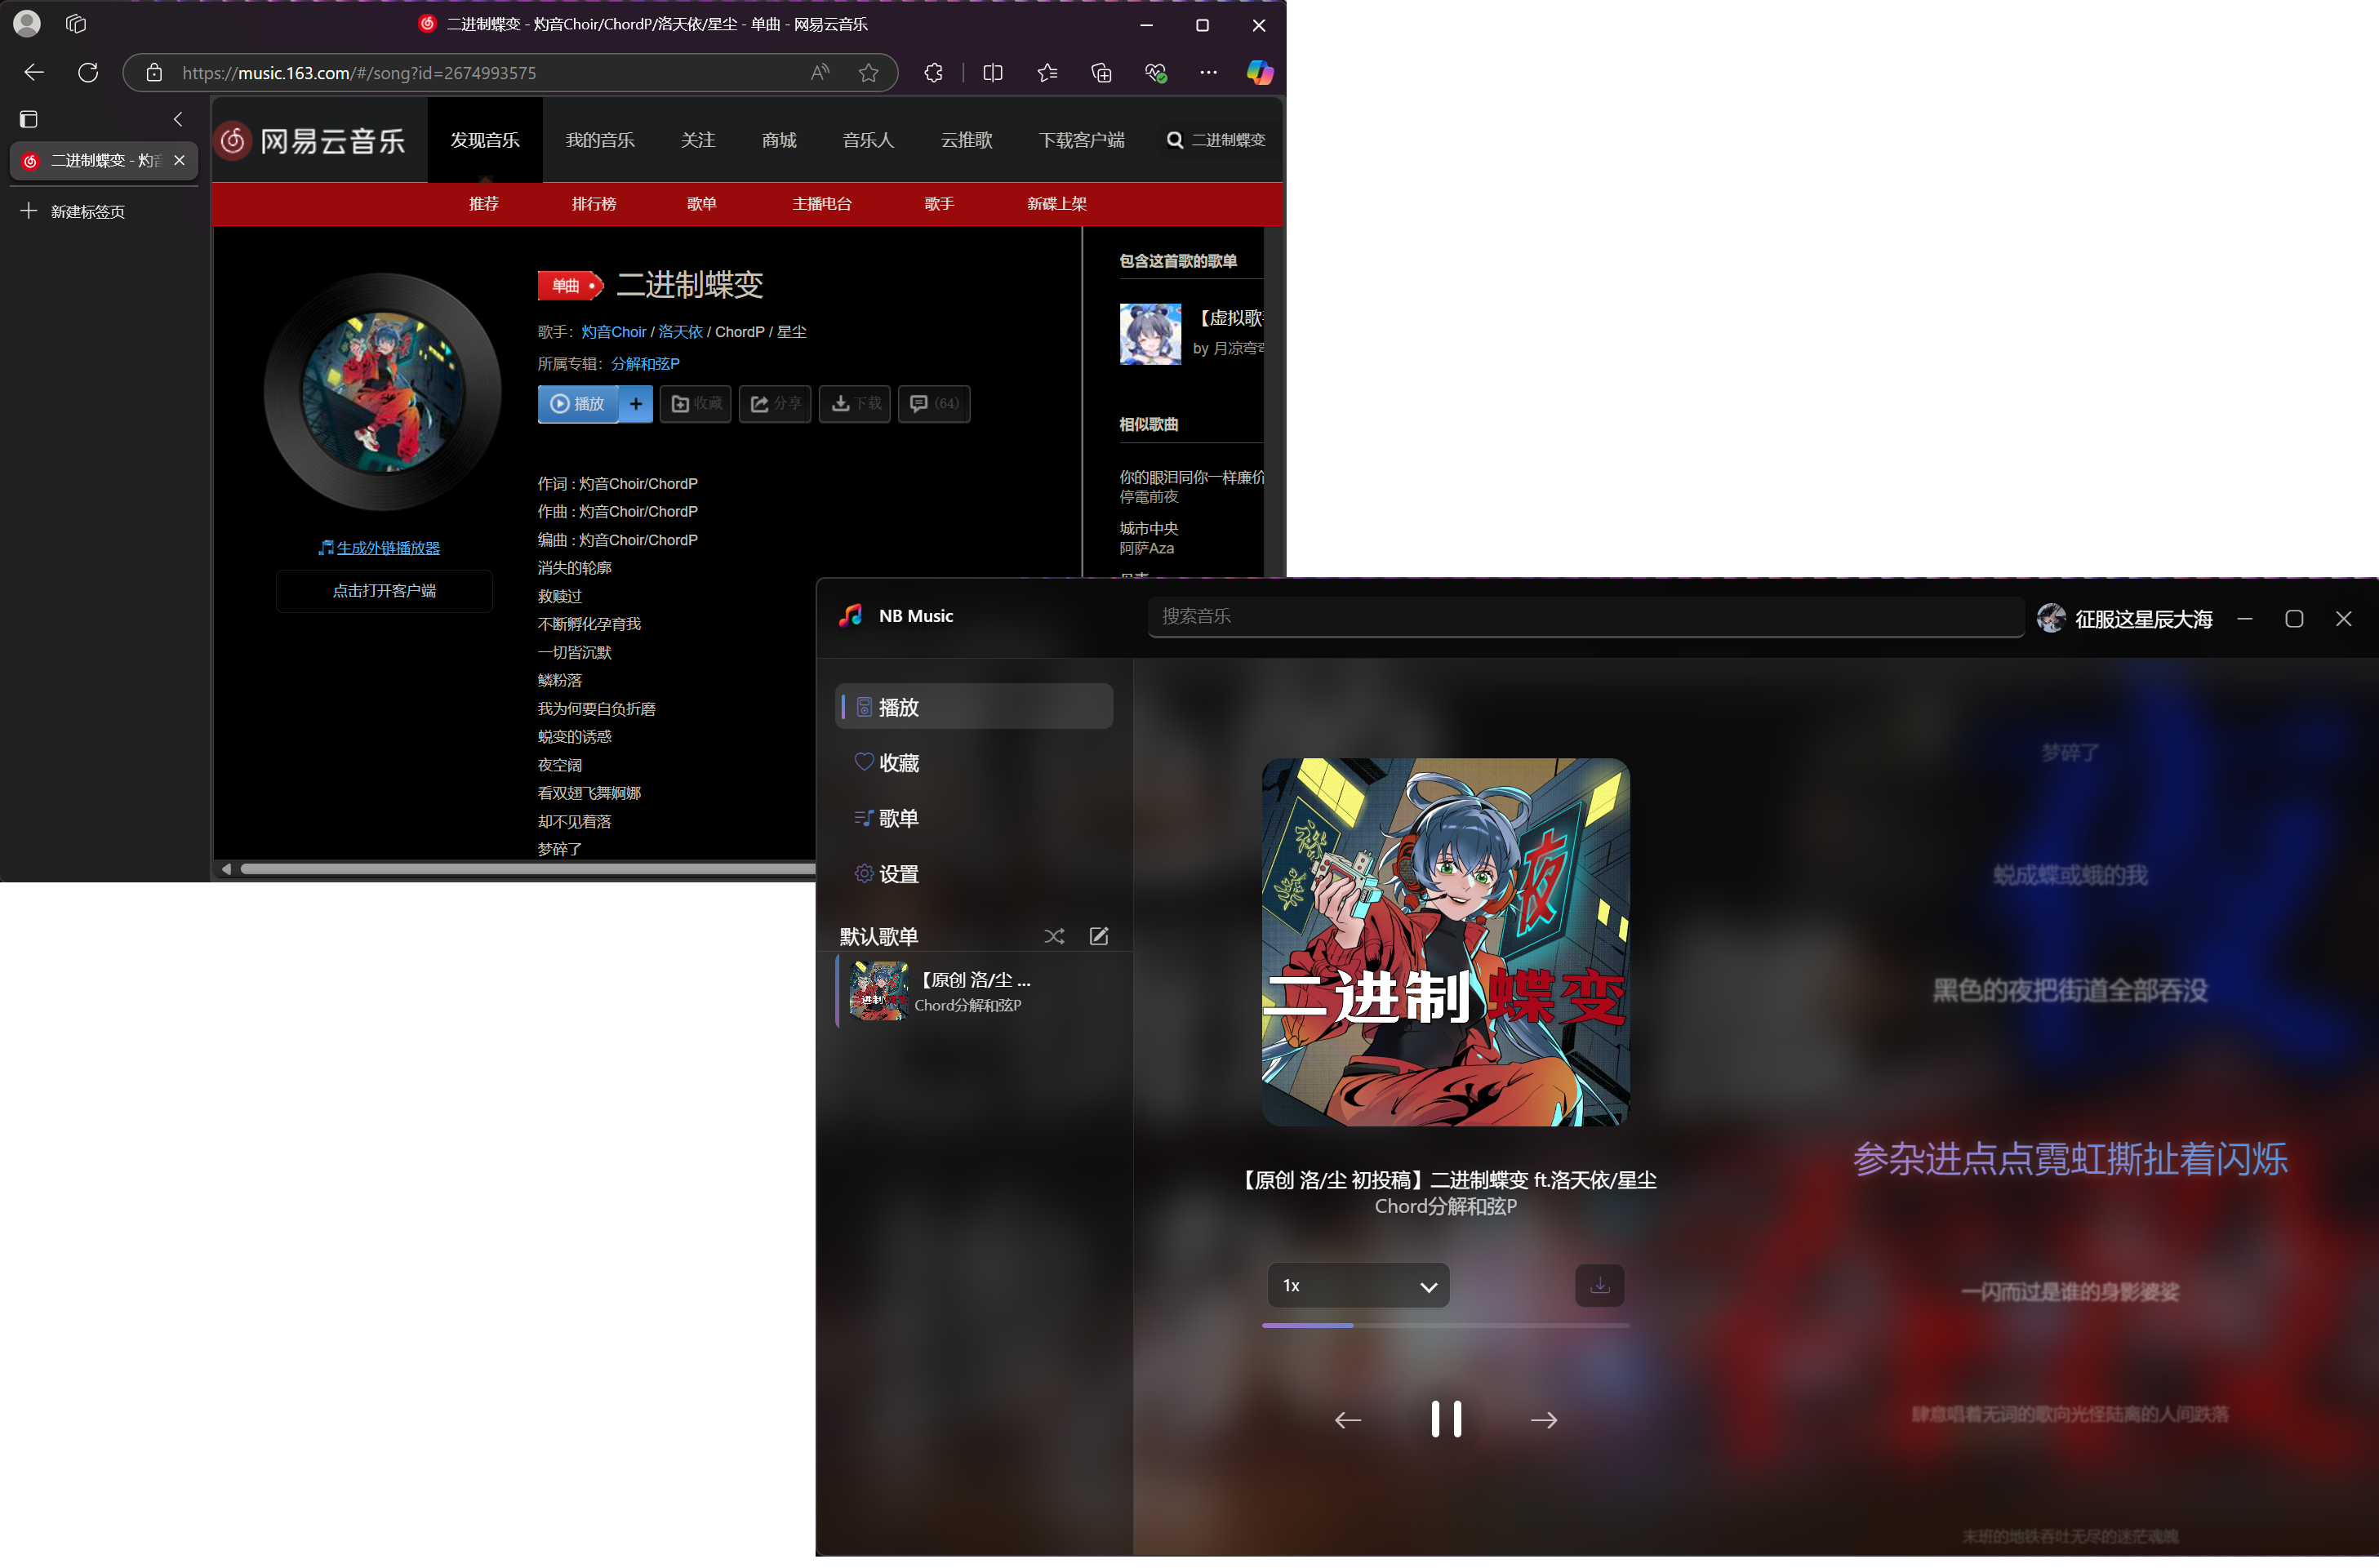 二进制蝶变 - 灼音Choir/ChordP/洛天依/星尘 - 单曲 - 网易云音乐
https://music.163.com/#/song?id=2674993575
二进制蝶变 - 灼音
新建标签页
网易云音乐
发现音乐
我的音乐
关注
商城
音乐人
云推歌
下载客户端
二进制蝶变
推荐
排行榜
歌单
主播电台
歌手
新碟上架
单曲
二进制蝶变
歌手：灼音Choir / 洛天依 / ChordP / 星尘
所属专辑：分解和弦P
播放
收藏
分享
下载
(64)
生成外链播放器
点击打开客户端
作词 : 灼音Choir/ChordP
作曲 : 灼音Choir/ChordP
编曲 : 灼音Choir/ChordP
消失的轮廓
救赎过
不断孵化孕育我
一切皆沉默
鳞粉落
我为何要自负折磨
蜕变的诱惑
夜空阔
看双翅飞舞婀娜
却不见着落
梦碎了
包含这首歌的歌单
【虚拟歌
by 月凉弯
相似歌曲
你的眼泪同你一样廉价
停電前夜
城市中央
阿萨Aza
NB Music
搜索音乐
征服这星辰大海
播放
收藏
歌单
设置
默认歌单
【原创 洛/尘 ...
Chord分解和弦P
夜
二进制蝶变
【原创 洛/尘 初投稿】二进制蝶变 ft.洛天依/星尘
Chord分解和弦P
1x
梦碎了
蜕成蝶或蛾的我
黑色的夜把街道全部吞没
参杂进点点霓虹撕扯着闪烁
一闪而过是谁的身影婆娑
肆意唱着无词的歌向光怪陆离的人间跌落
末班的地铁吞吐无尽的迷茫魂魄